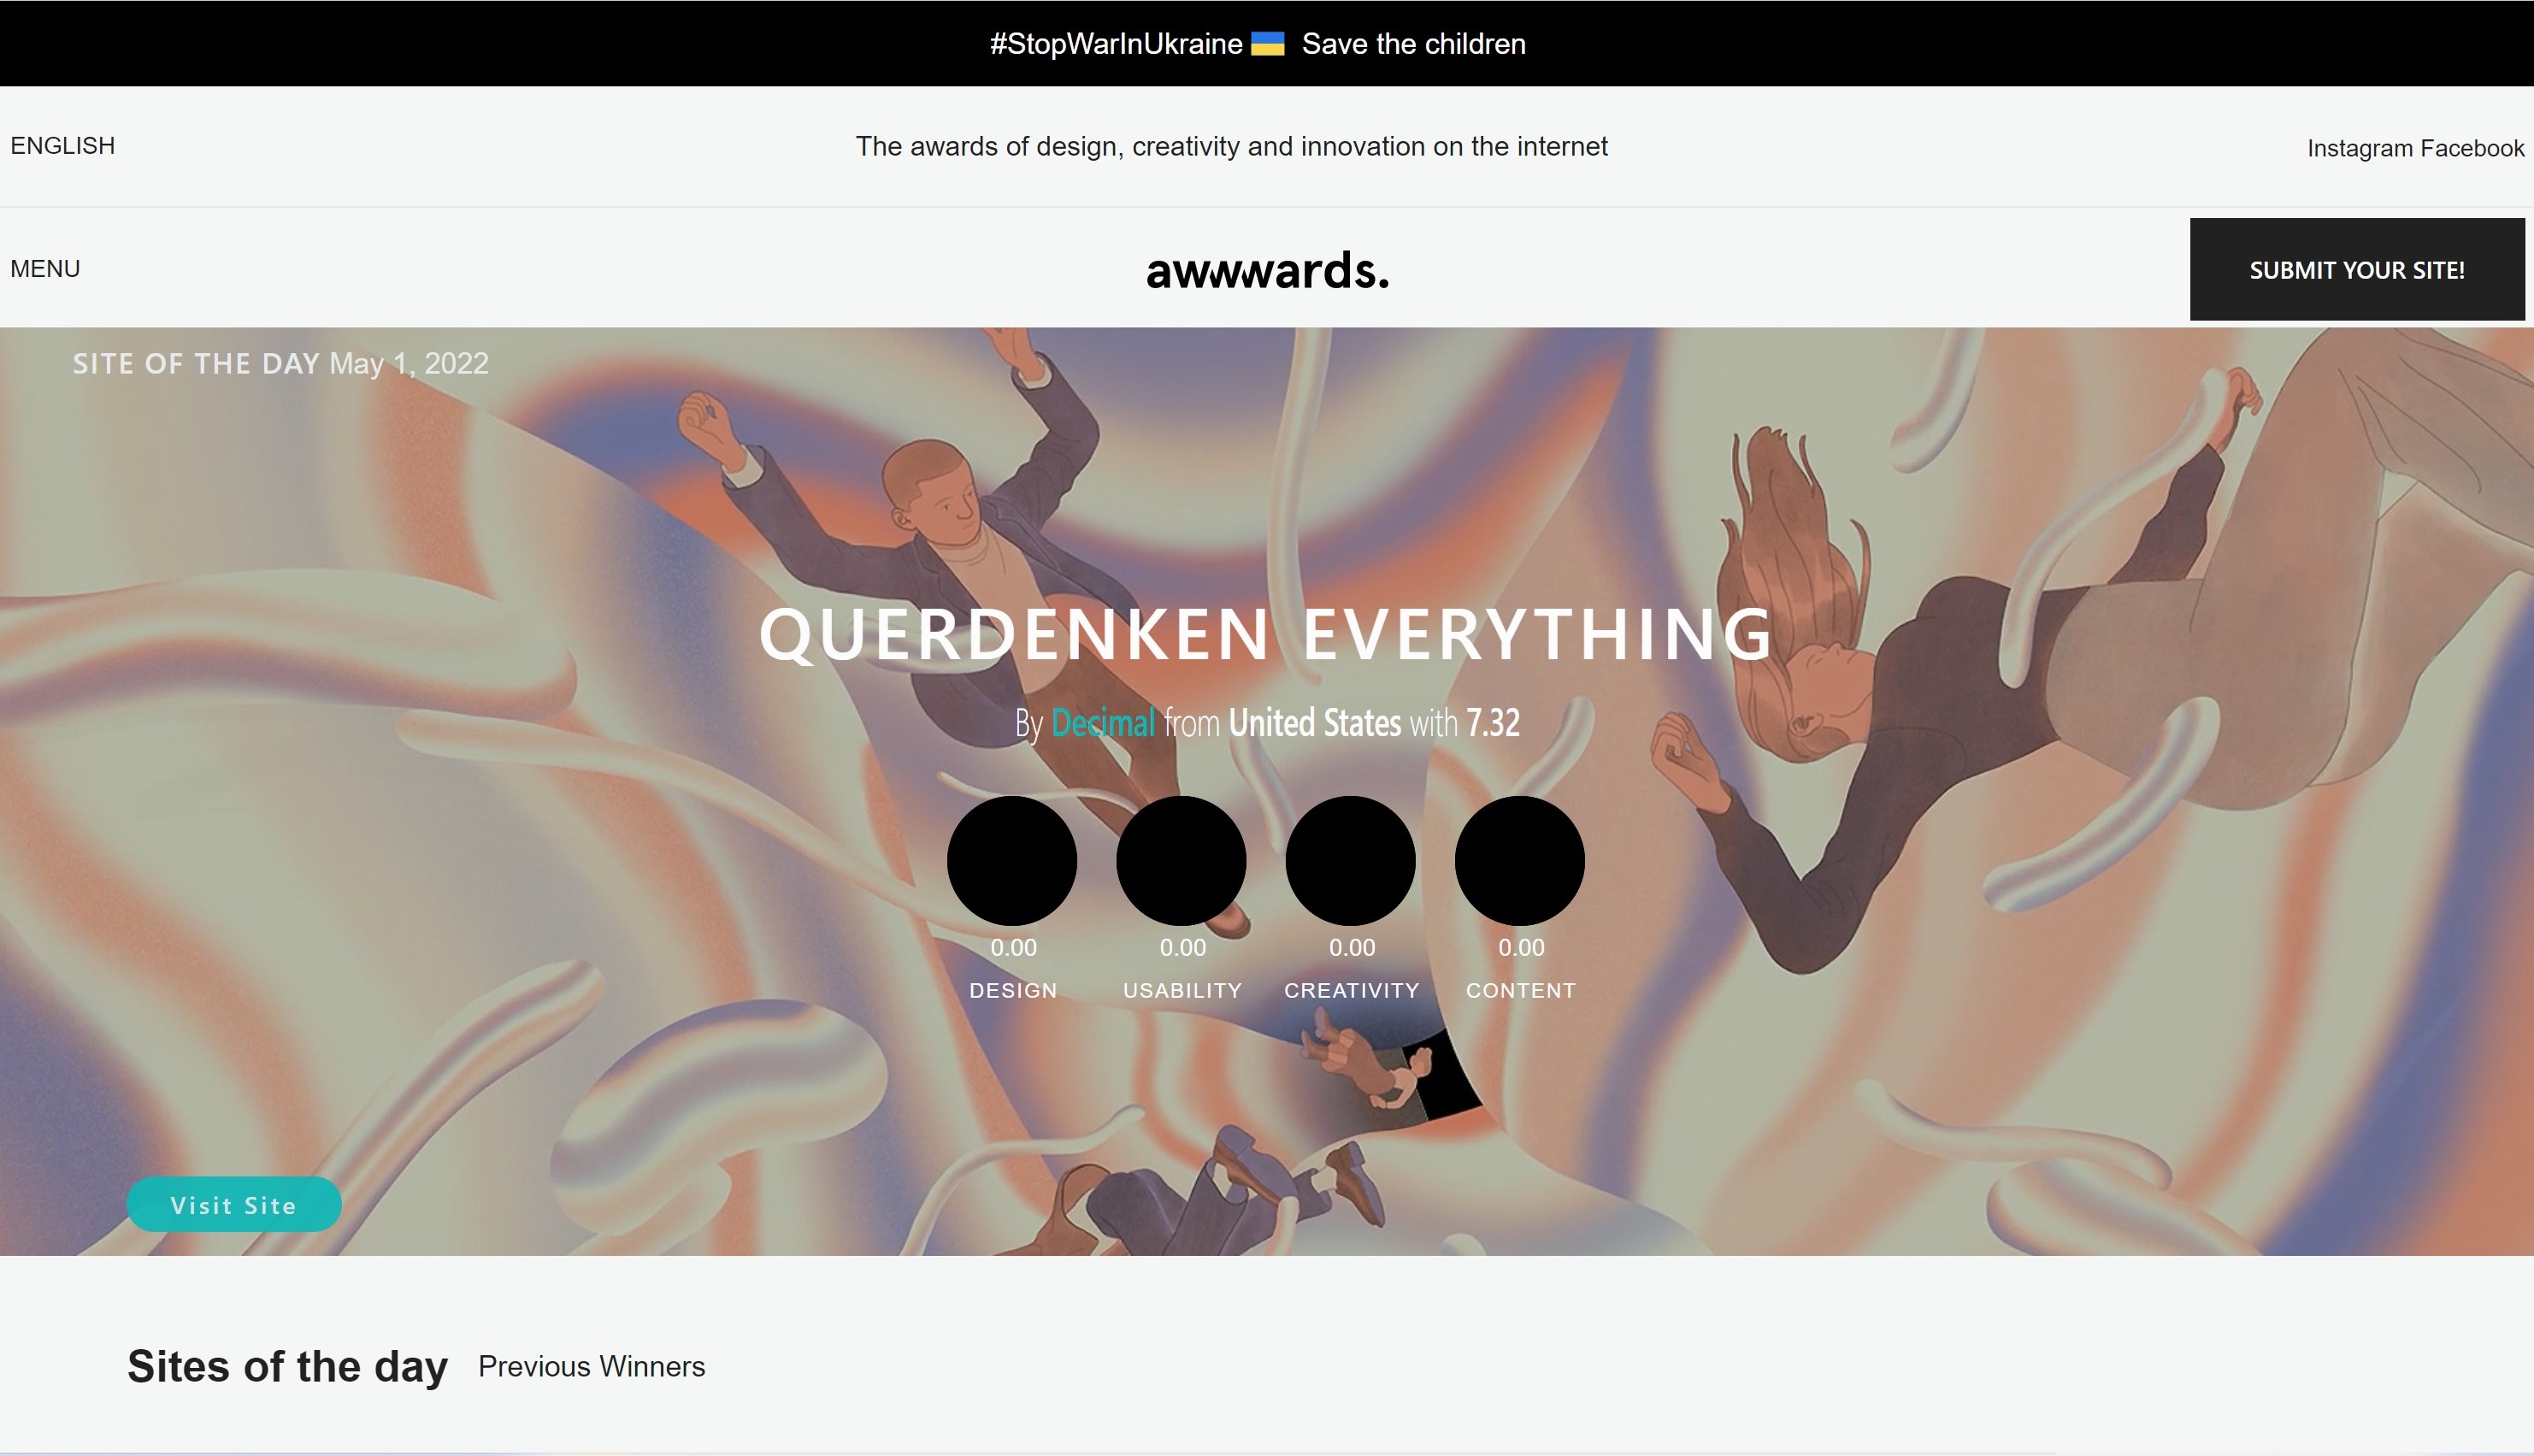 #StopWarInUkraine 🇺🇦 Save the children
ENGLISH
The awards of design, creativity and innovation on the internet
Instagram Facebook
MENU
awwwards.
SUBMIT YOUR SITE!
SITE OF THE DAY May 1, 2022
QUERDENKEN EVERYTHING
By Decimal from United States with 7.32
0.00 0.00 0.00 0.00
DESIGN USABILITY CREATIVITY CONTENT
Visit Site
Sites of the day Previous Winners